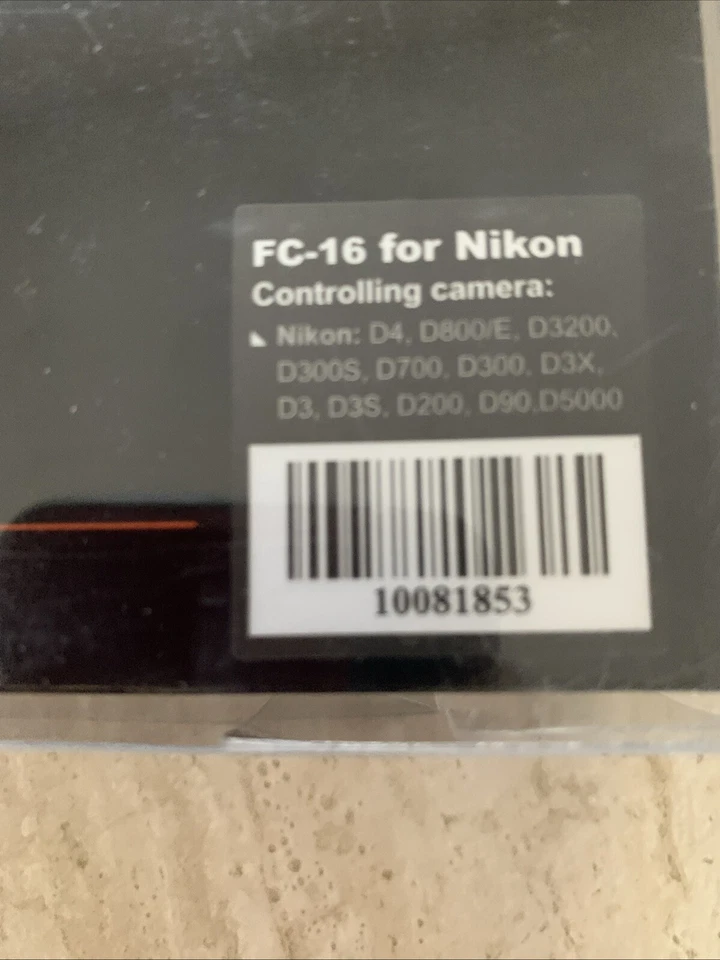 FC-16 for Nikon
Controlling camera:
Nikon: D4, D800/E, D3200,
D300S, D700, D300, D3X,
D3, D3S, D200, D90,D5000
10081853